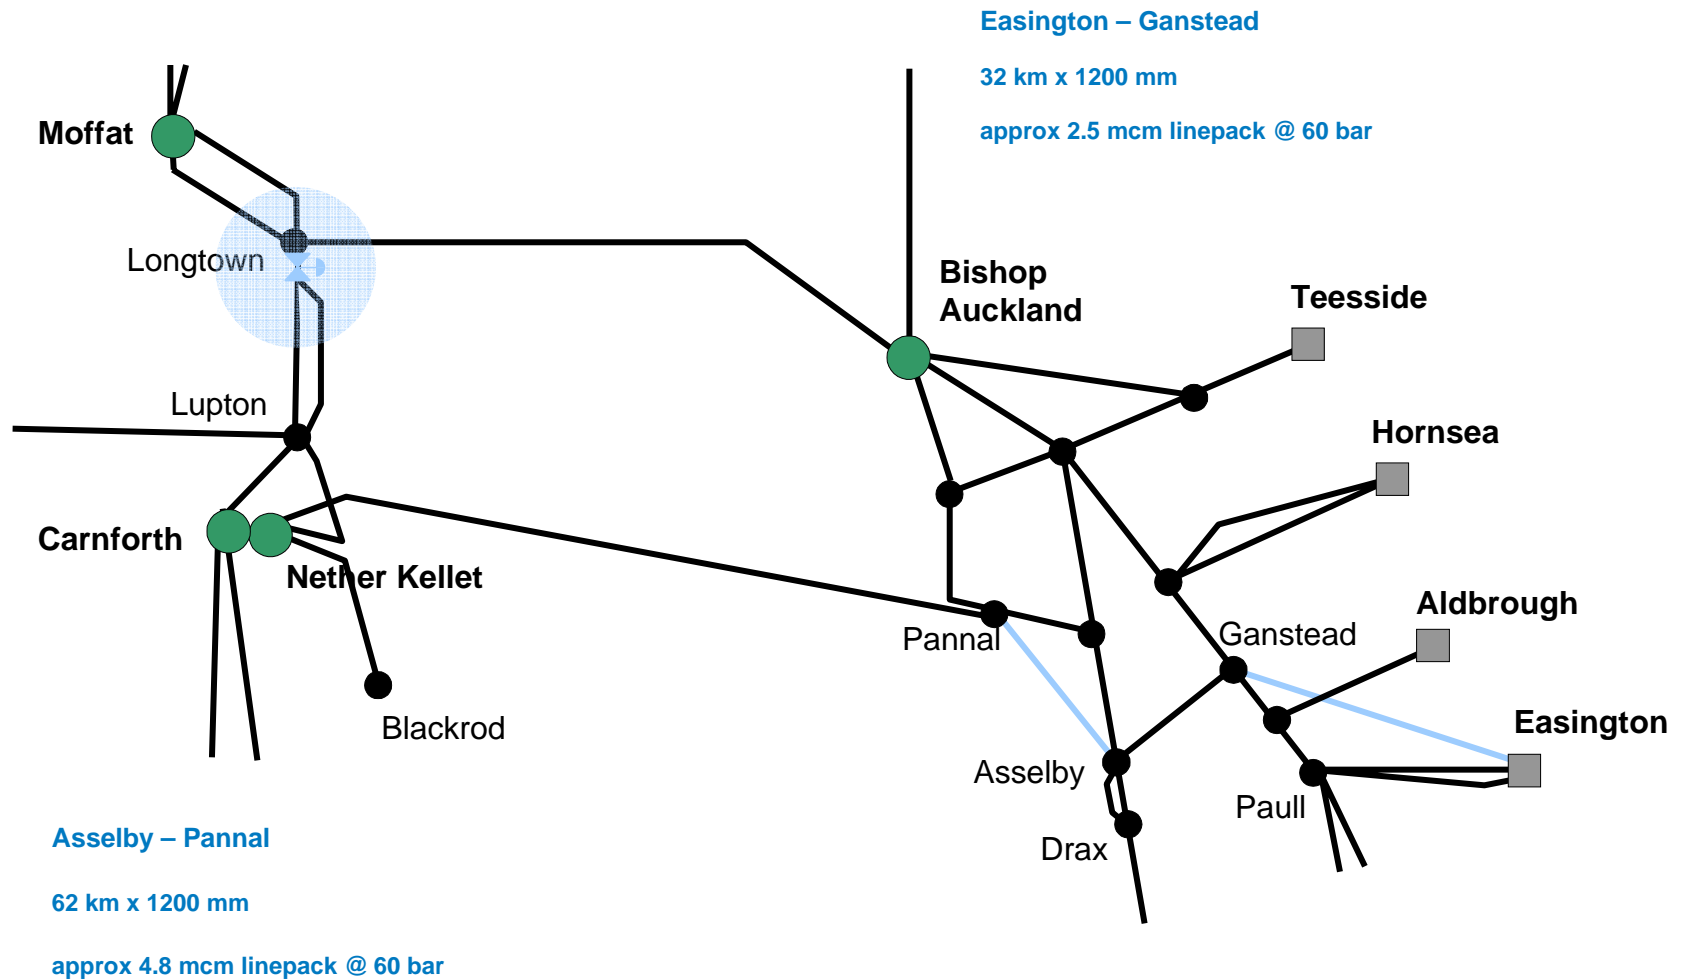 Easington – Ganstead
32 km x 1200 mm
approx 2.5 mcm linepack @ 60 bar
Moffat
Longtown
Bishop
Auckland
Teesside
Lupton
Hornsea
Carnforth
Nether Kellet
Aldbrough
Pannal
Ganstead
Blackrod
Easington
Asselby
Paull
Drax
Asselby – Pannal
62 km x 1200 mm
approx 4.8 mcm linepack @ 60 bar